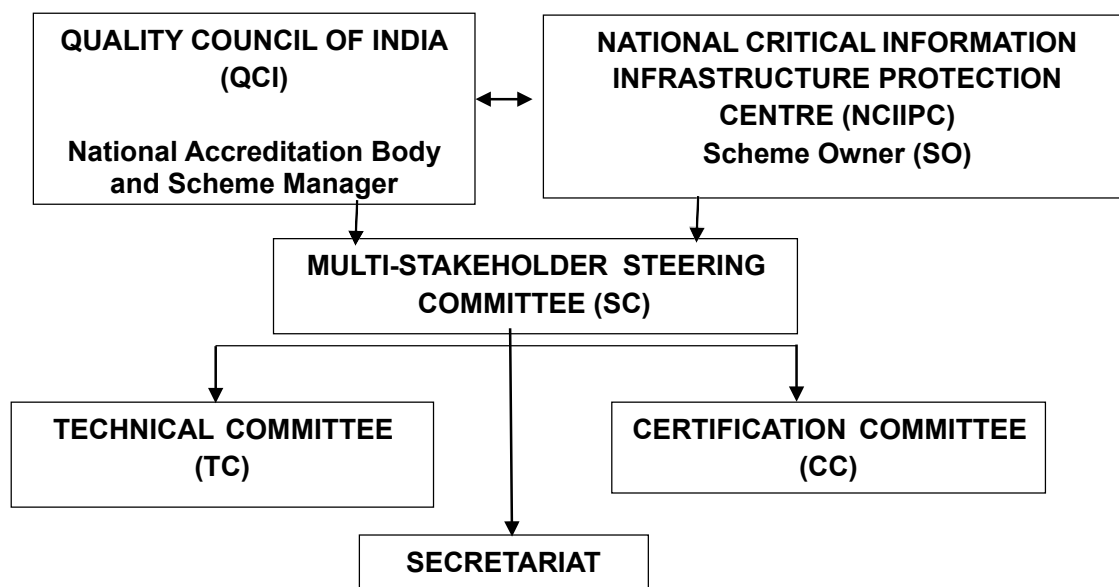 QUALITY COUNCIL OF INDIA
(QCI)
National Accreditation Body
and Scheme Manager
NATIONAL CRITICAL INFORMATION
INFRASTRUCTURE PROTECTION
CENTRE (NCIIPC)
Scheme Owner (SO)
MULTI-STAKEHOLDER STEERING
COMMITTEE (SC)
TECHNICAL COMMITTEE
(TC)
CERTIFICATION COMMITTEE
(CC)
SECRETARIAT